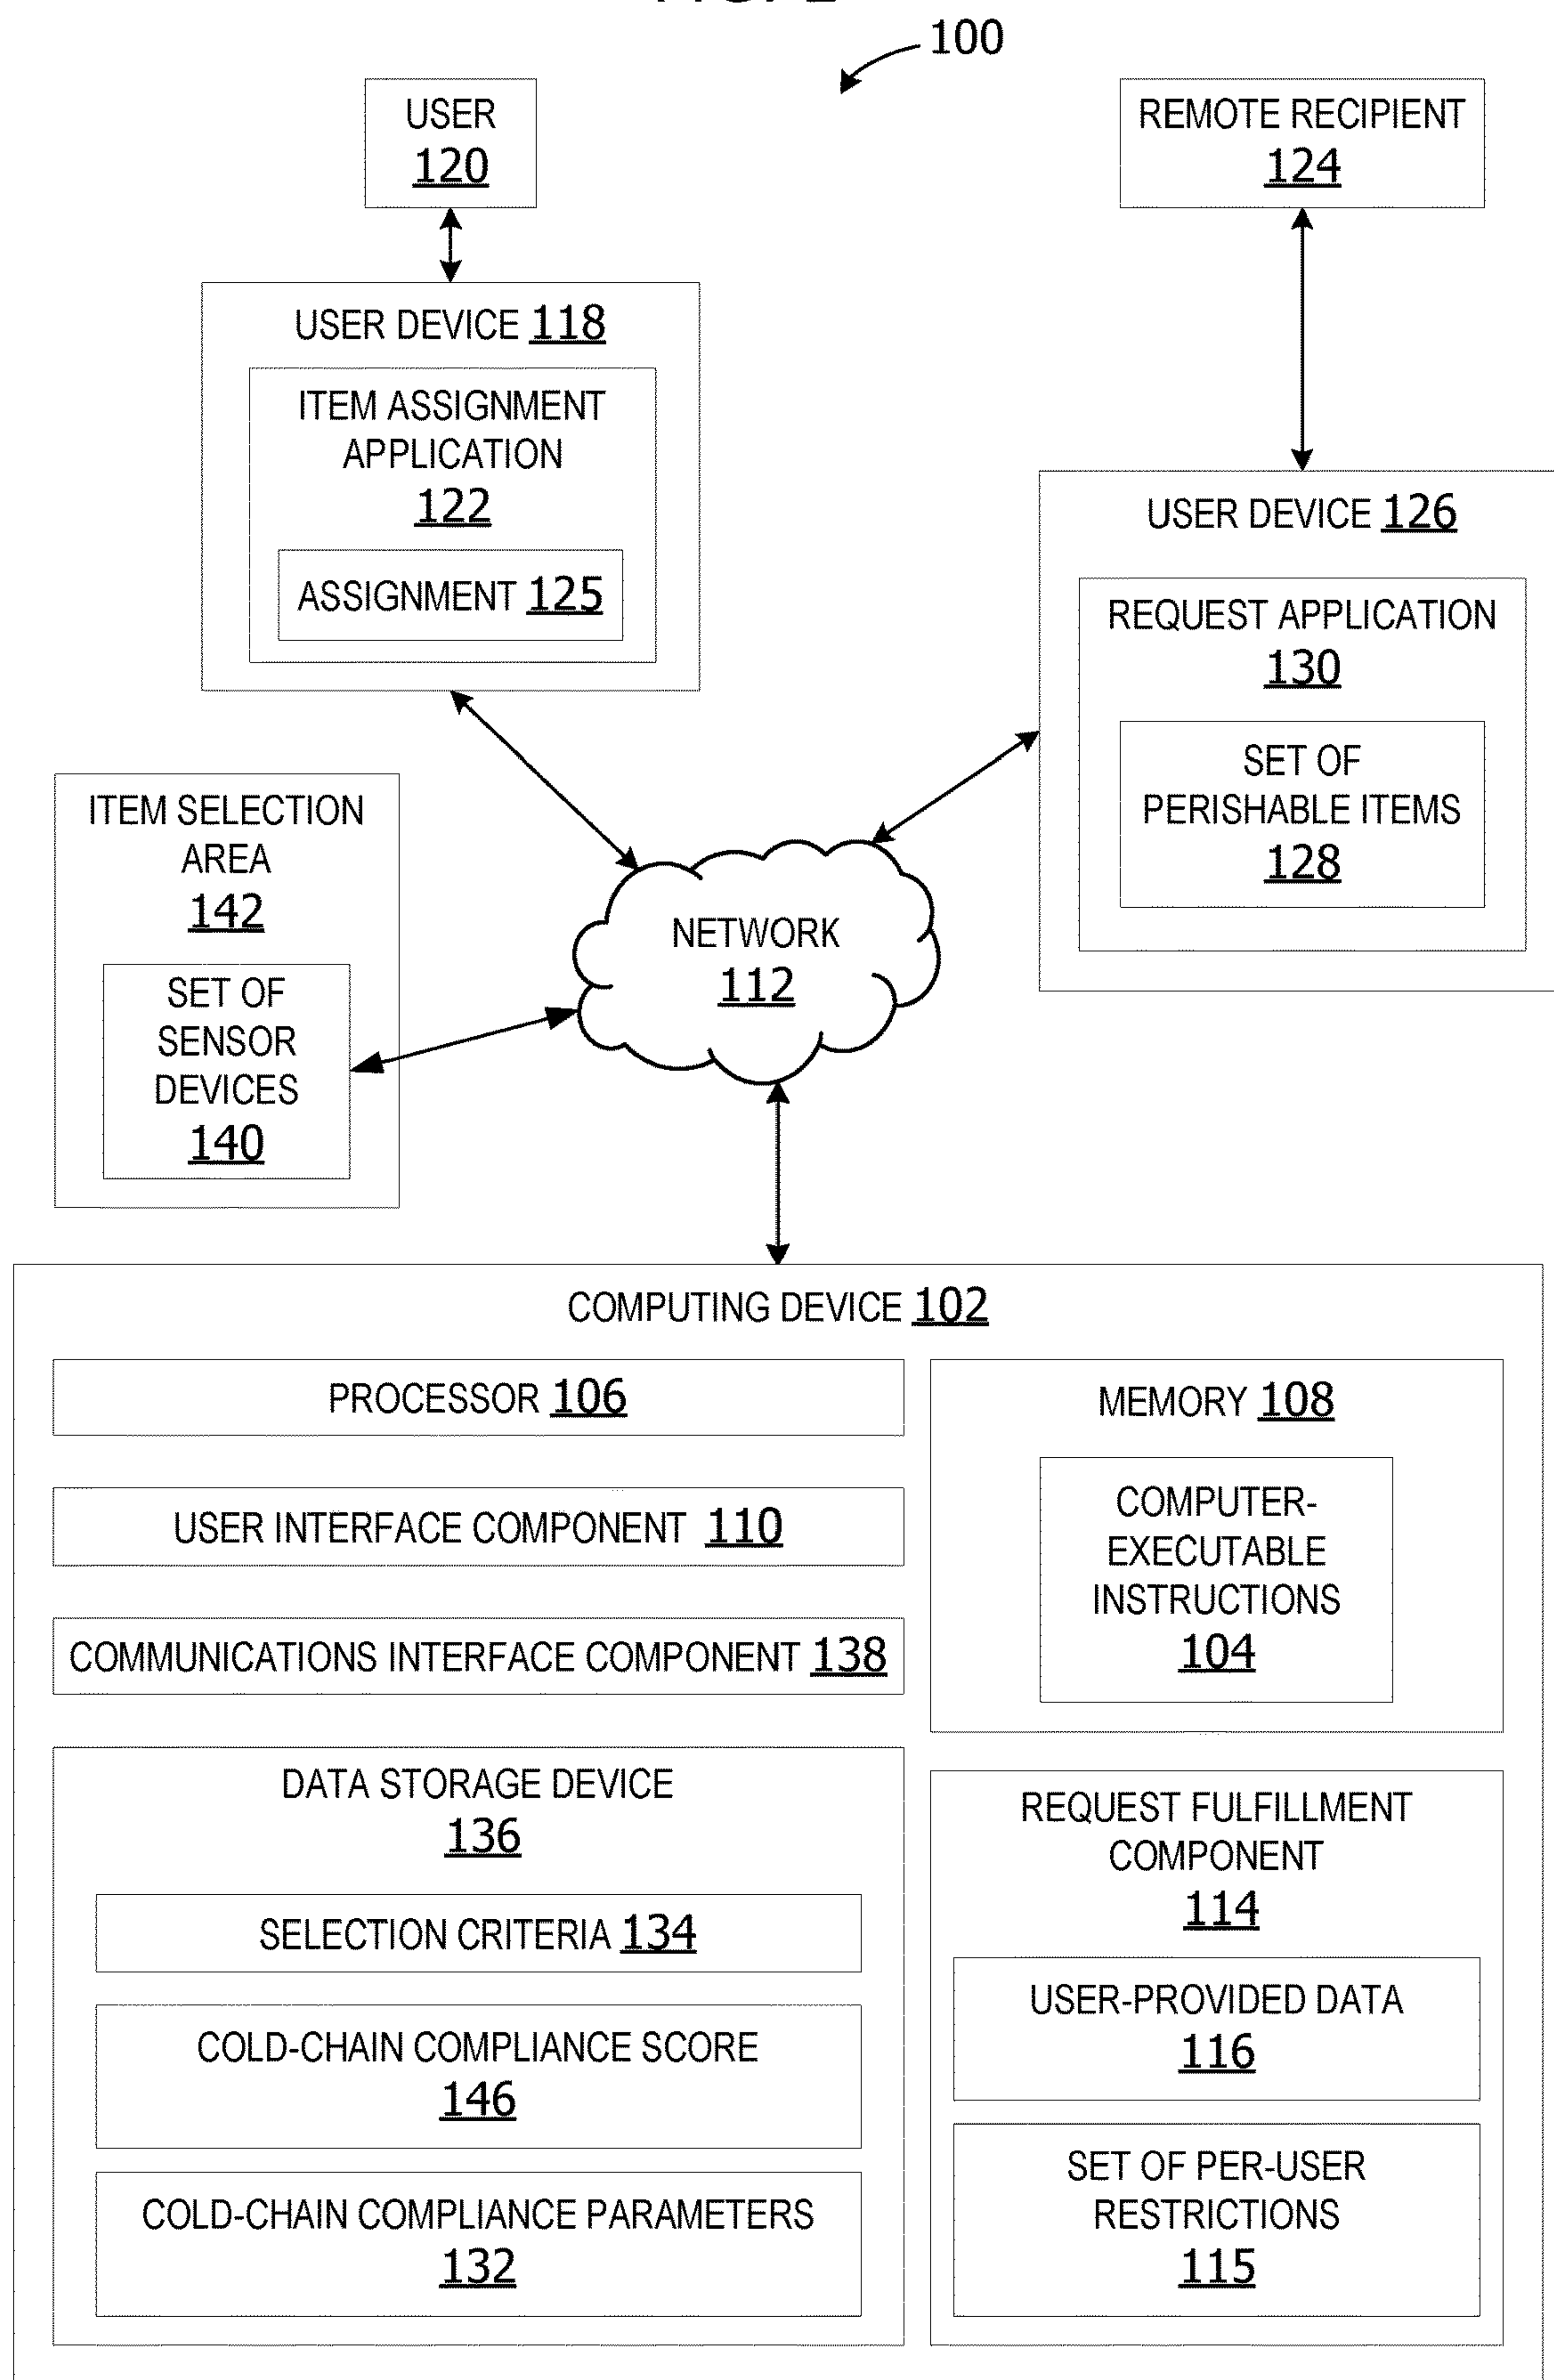 100
USER
120
REMOTE RECIPIENT
124
USER DEVICE 118
ITEM ASSIGNMENT
APPLICATION
122
ASSIGNMENT 125
USER DEVICE 126
REQUEST APPLICATION
130
SET OF
PERISHABLE ITEMS
128
ITEM SELECTION
AREA
142
SET OF
SENSOR
DEVICES
140
NETWORK
112
COMPUTING DEVICE 102
PROCESSOR 106
USER INTERFACE COMPONENT 110
COMMUNICATIONS INTERFACE COMPONENT 138
MEMORY 108
COMPUTER-
EXECUTABLE
INSTRUCTIONS
104
DATA STORAGE DEVICE
136
SELECTION CRITERIA 134
COLD-CHAIN COMPLIANCE SCORE
146
COLD-CHAIN COMPLIANCE PARAMETERS
132
REQUEST FULFILLMENT
COMPONENT
114
USER-PROVIDED DATA
116
SET OF PER-USER
RESTRICTIONS
115